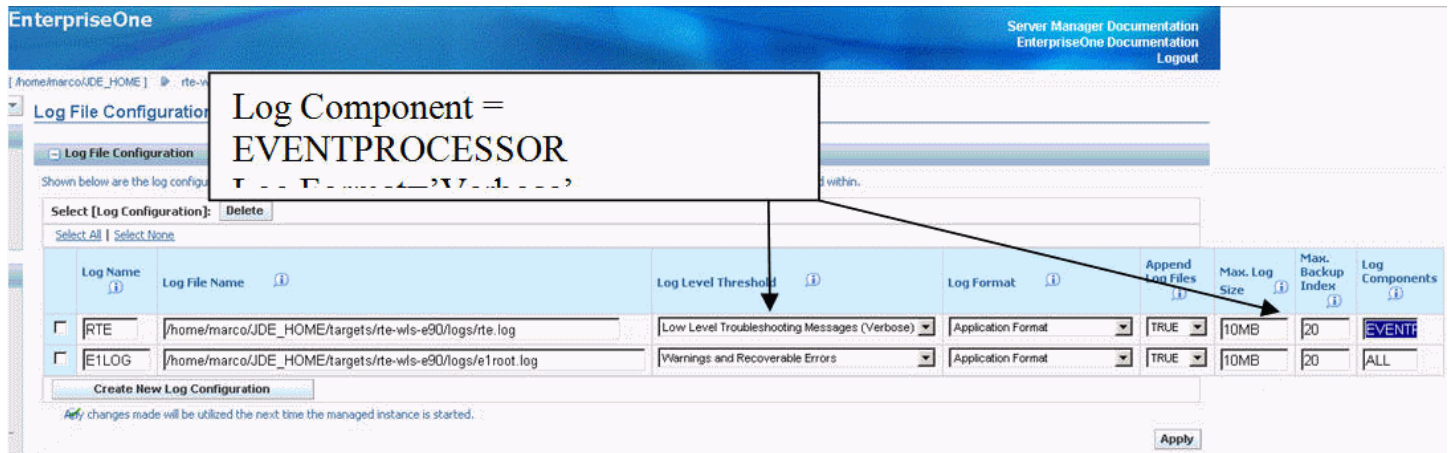 EnterpriseOne
Server Manager Documentation
EnterpriseOne Documentation
Logout
[ /home/marco/JDE_HOME ] rte-w
Log File Configuration
Log Component =
EVENTPROCESSOR
Log Format='Verbose'
Log File Configuration
Shown below are the log configu
d within.
Select [Log Configuration]: Delete
Select All | Select None
Log Name
Log File Name
Log Level Threshold
Log Format
Append Log Files
Max. Log Size
Max. Backup Index
Log Components
RTE /home/marco/JDE_HOME/targets/rte-wls-e90/logs/rte.log Low Level Troubleshooting Messages (Verbose) Application Format TRUE 10MB 20 EVENTF
E1LOG /home/marco/JDE_HOME/targets/rte-wls-e90/logs/e1root.log Warnings and Recoverable Errors Application Format TRUE 10MB 20 ALL
Create New Log Configuration
Any changes made will be utilized the next time the managed instance is started.
Apply